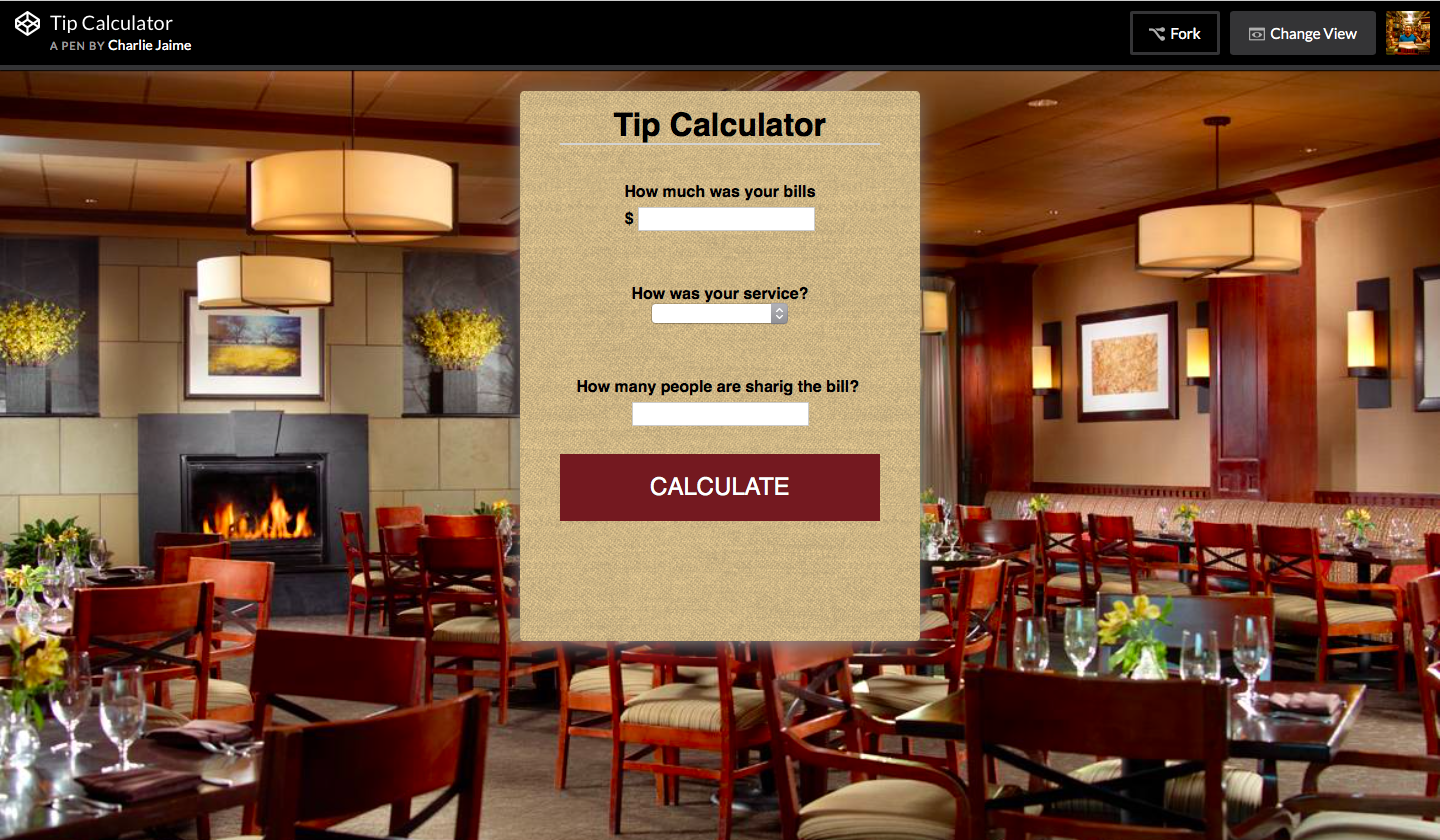 Tip Calculator
A PEN BY Charlie Jaime
Fork
Change View
Tip Calculator
How much was your bills
$
How was your service?
How many people are sharig the bill?
CALCULATE